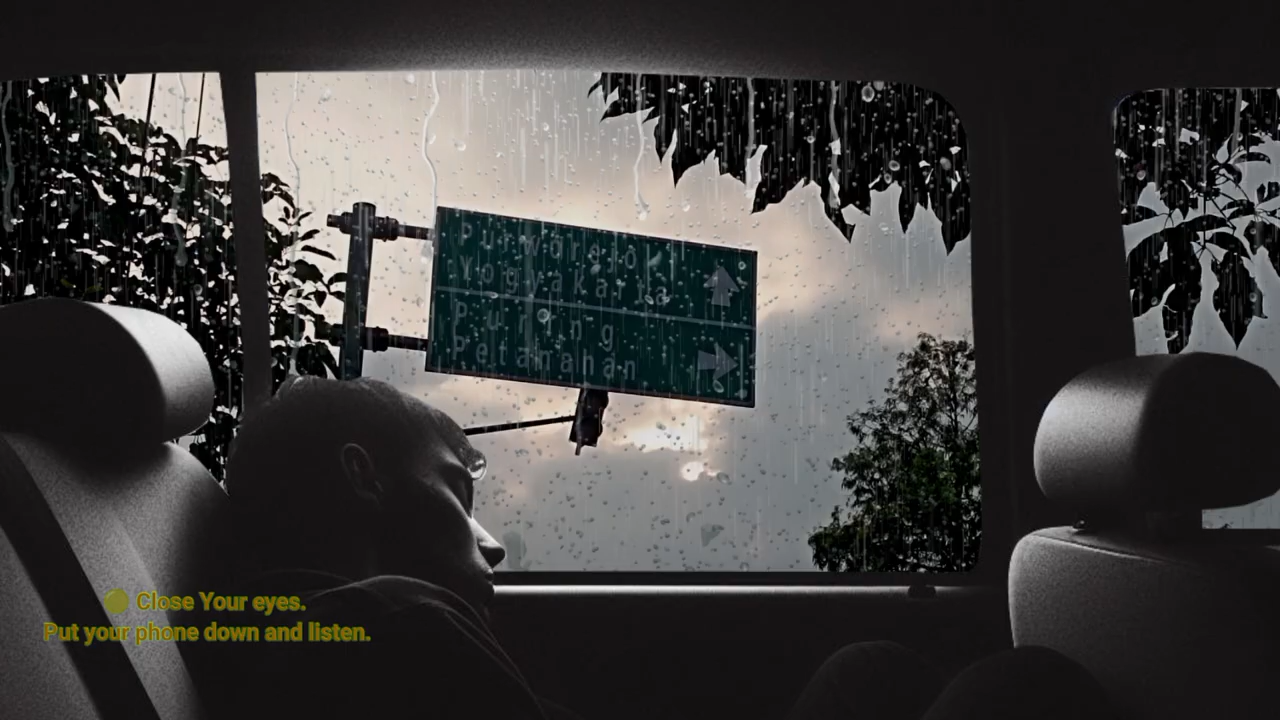 Purworejo
Yogyakarta
Puring
Petanahan
Close Your eyes.
Put your phone down and listen.